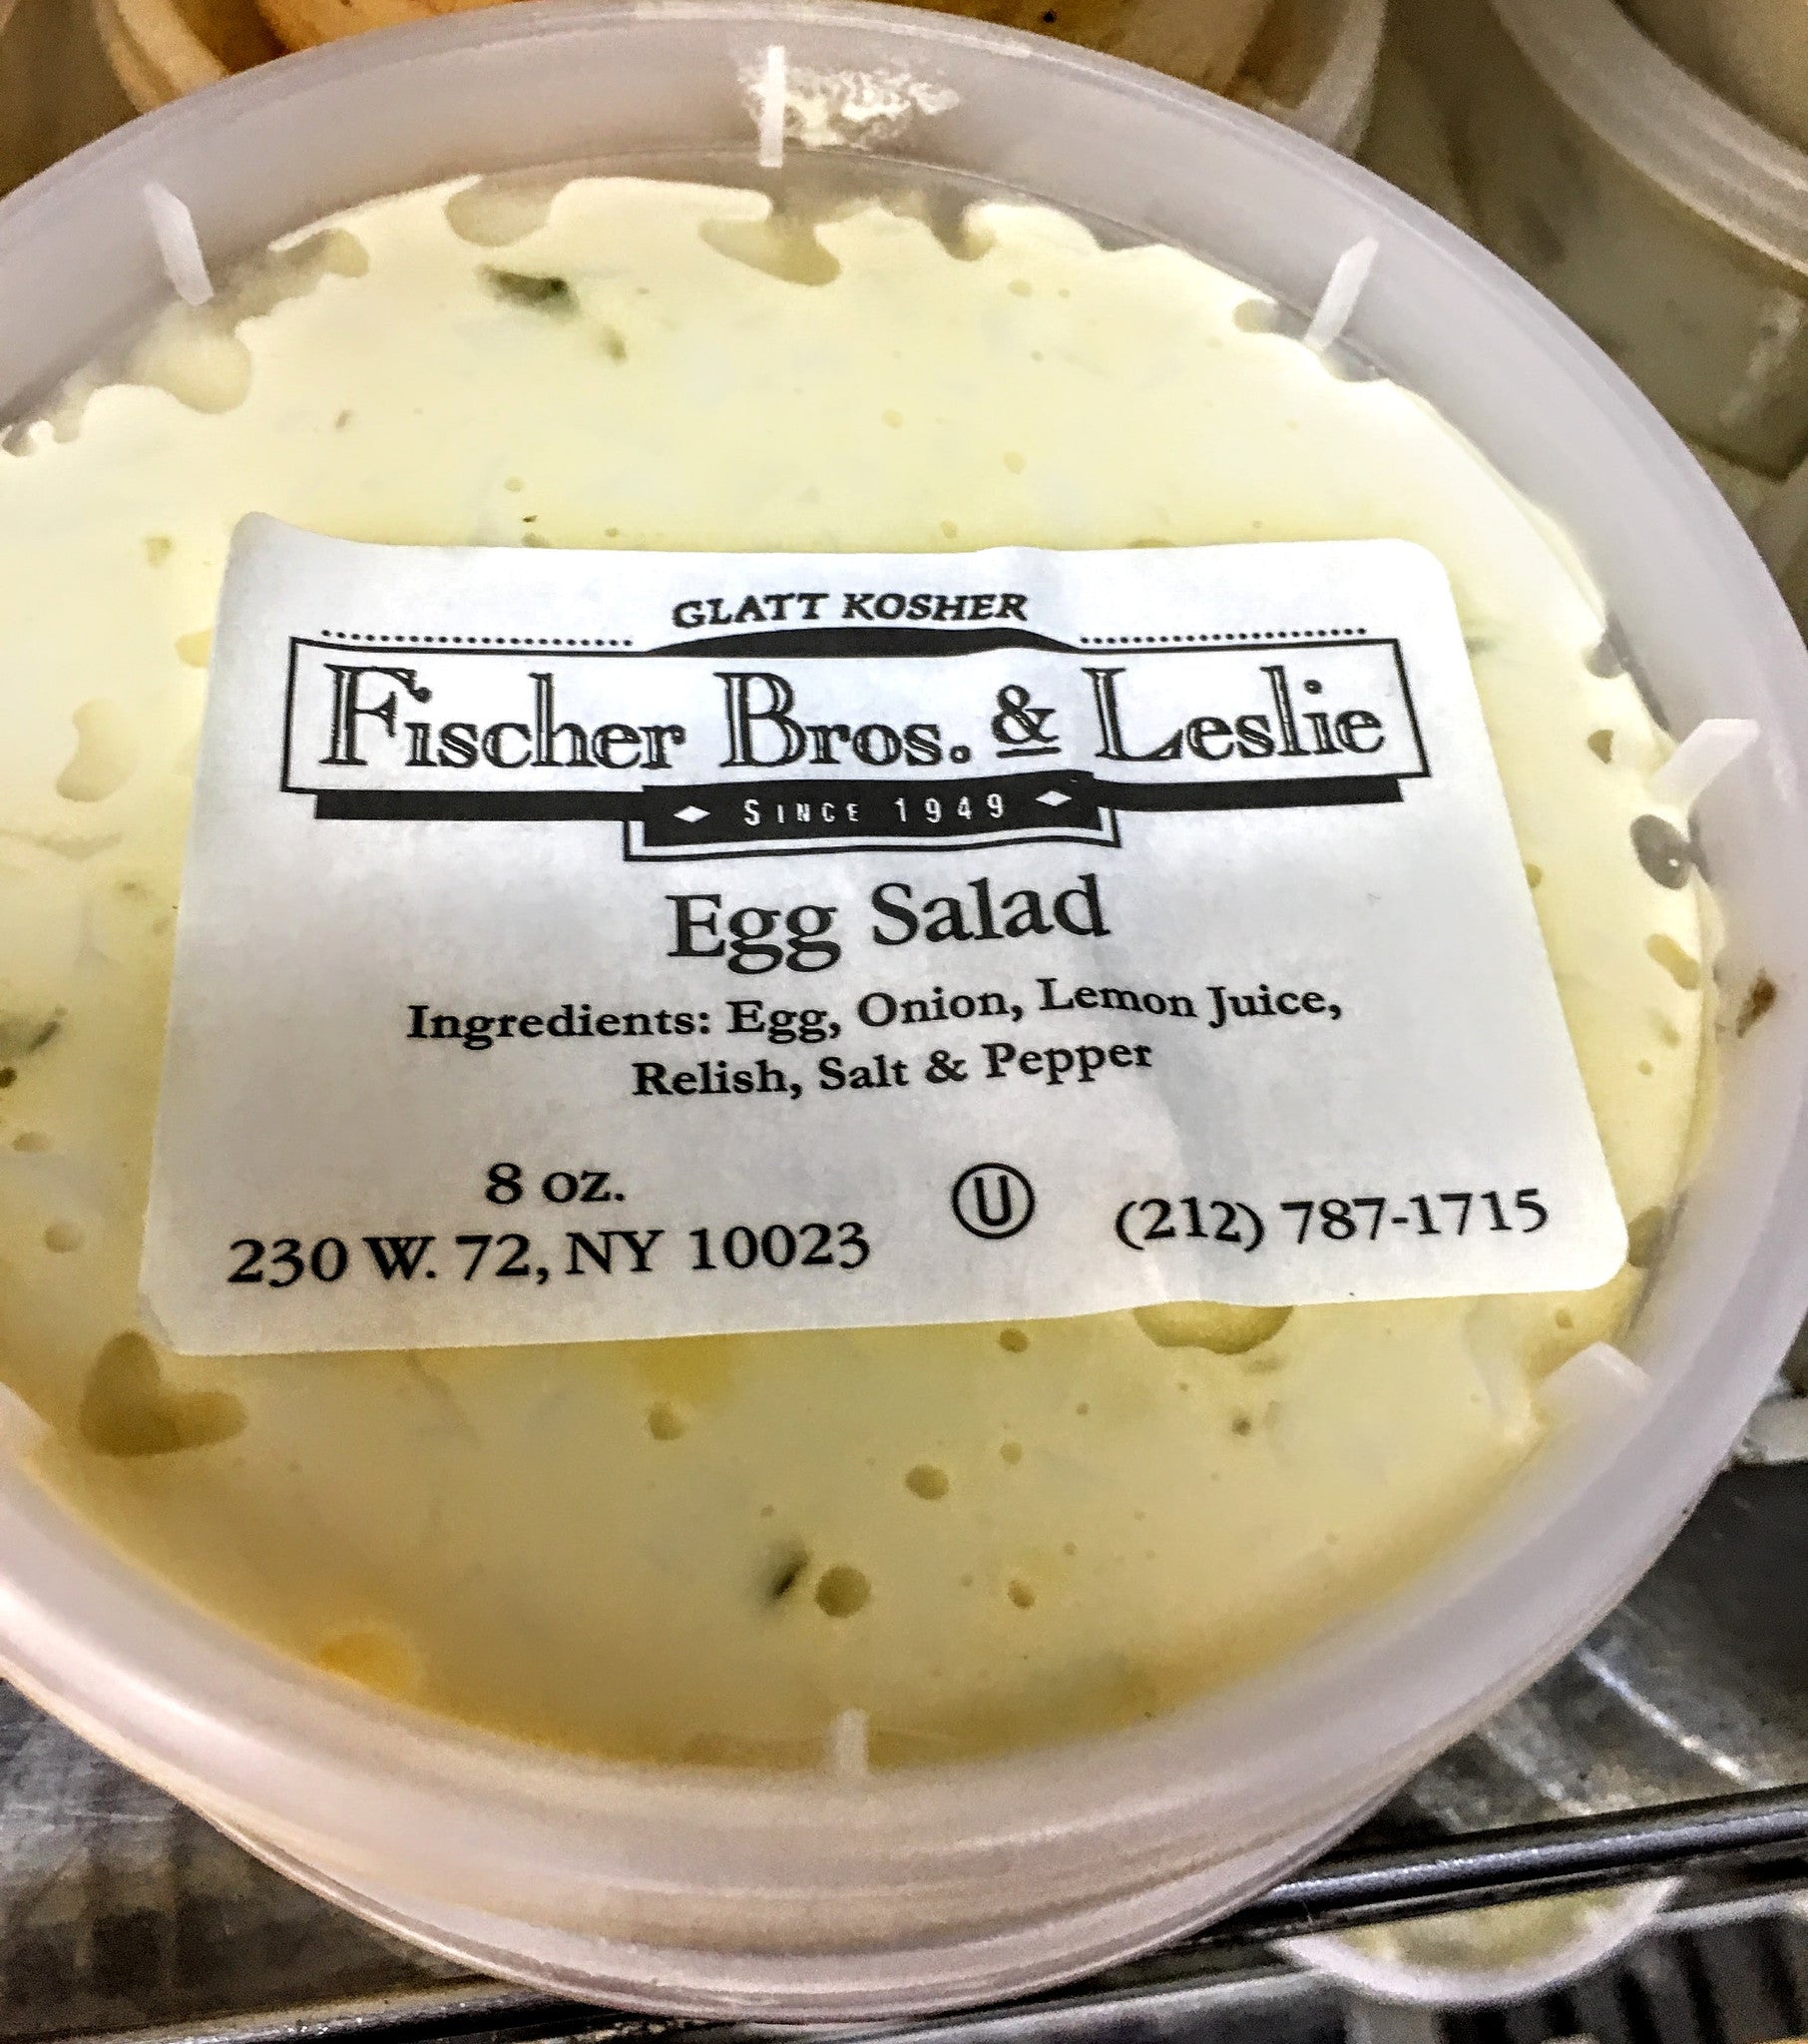 GLATT KOSHER
Fischer Bros. & Leslie
SINCE 1949
Egg Salad
Ingredients: Egg, Onion, Lemon Juice,
Relish, Salt & Pepper
8 oz.
230 W. 72, NY 10023
U
(212) 787-1715